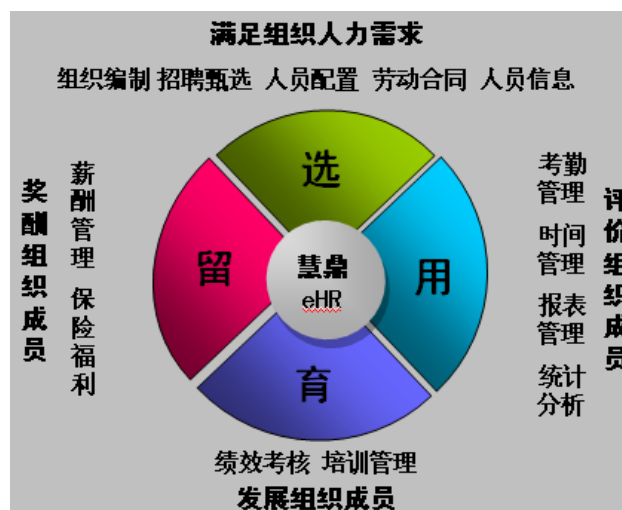 满足组织人力需求
组织编制 招聘甄选 人员配置 劳动合同 人员信息
选
奖酬组织成员
薪酬管理 保险福利
留
慧鼎
eHR
用
考勤
管理
时间
管理
报表
管理
统计
分析
评价组织成员
育
绩效考核 培训管理
发展组织成员